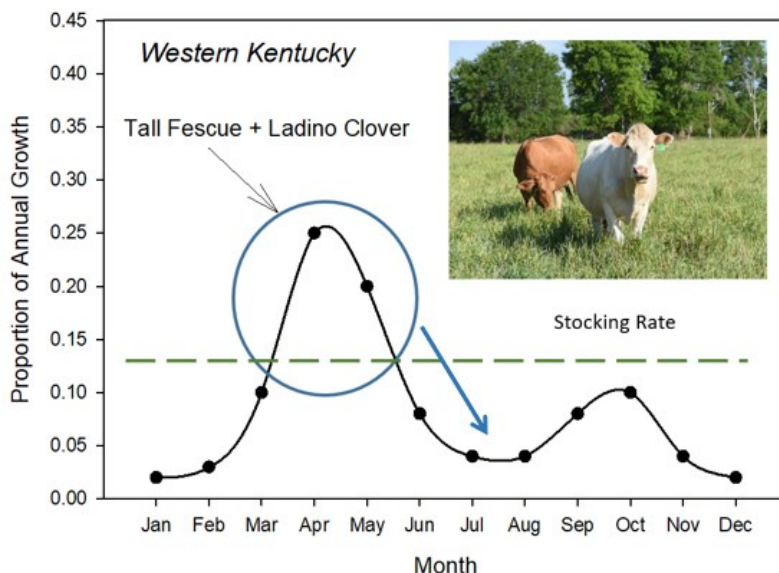 Western Kentucky
Tall Fescue + Ladino Clover
Stocking Rate
Proportion of Annual Growth
0.45
0.40
0.35
0.30
0.25
0.20
0.15
0.10
0.05
0.00
Jan Feb Mar Apr May Jun Jul Aug Sep Oct Nov Dec
Month